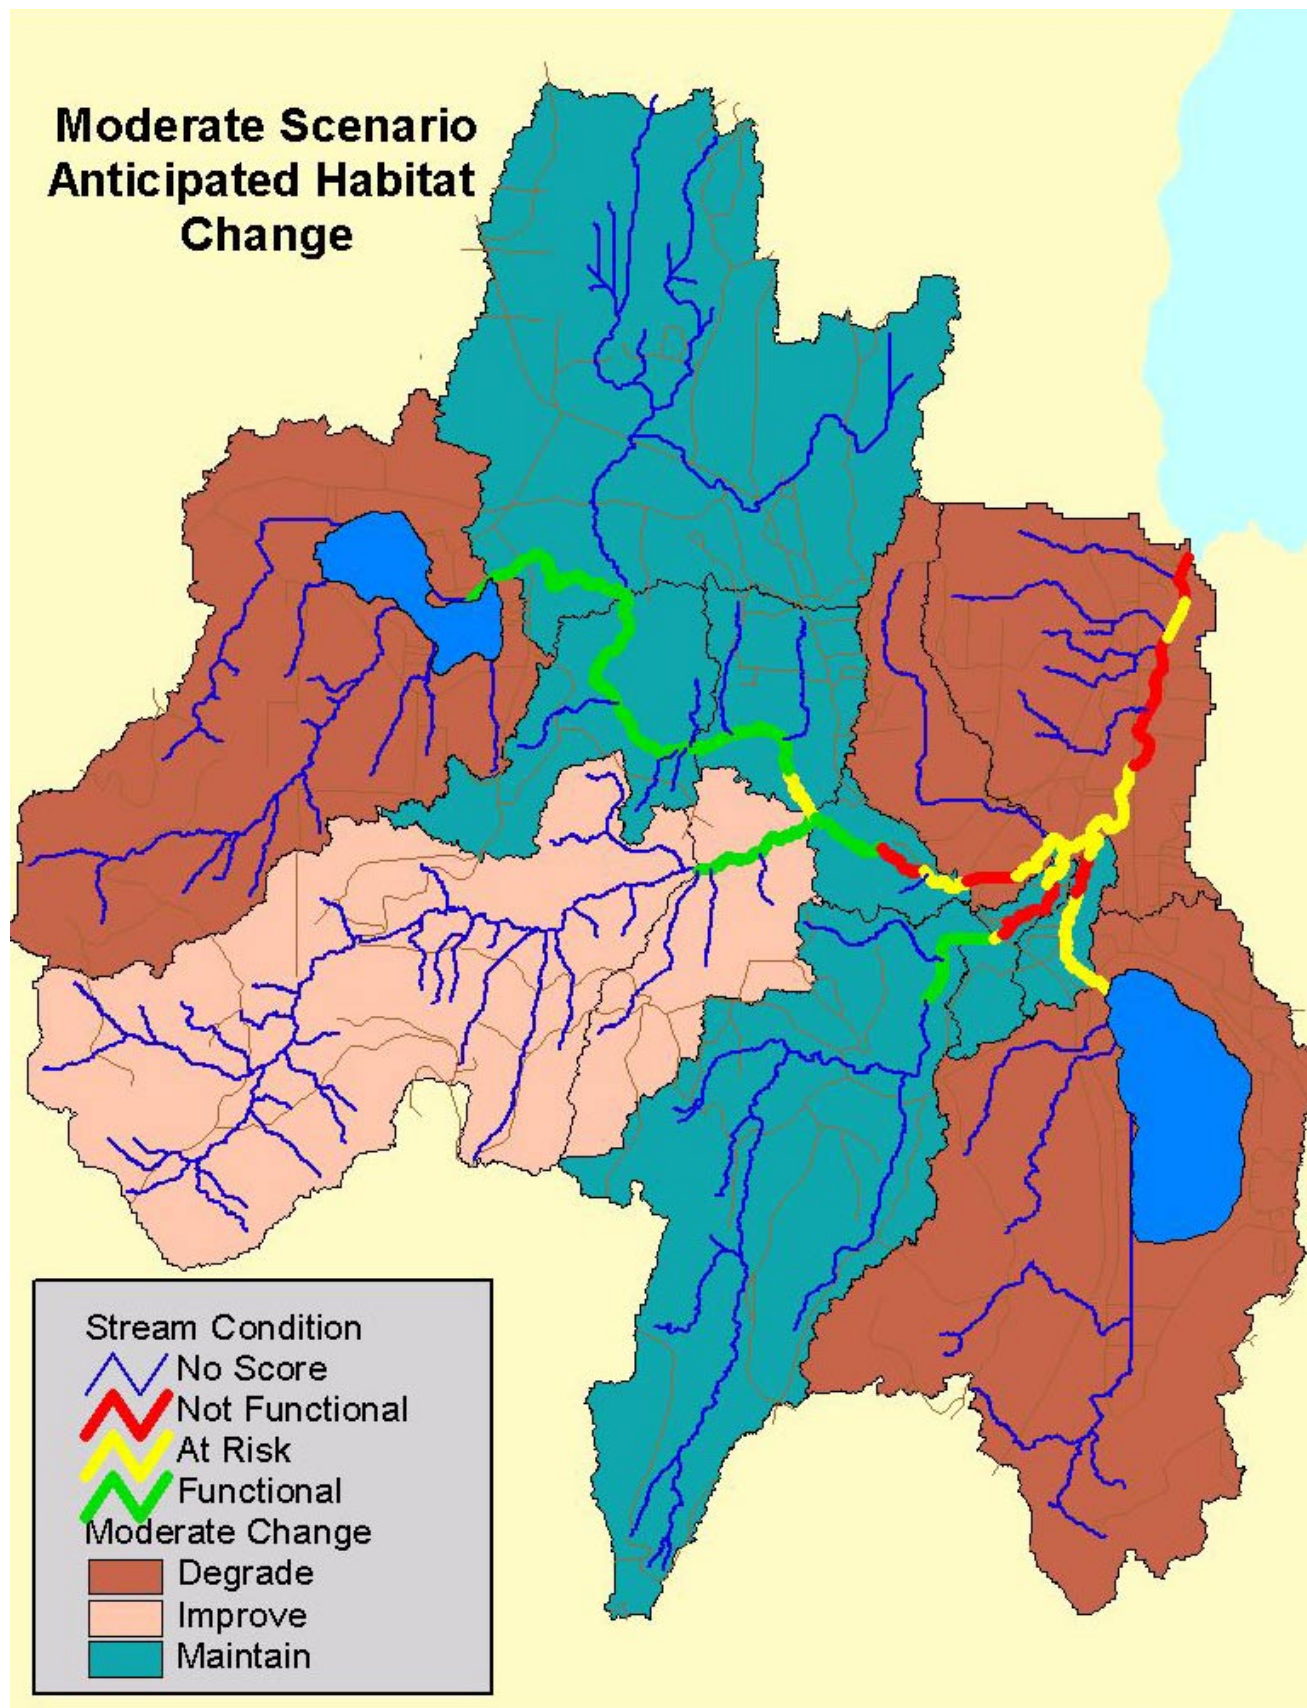 Moderate Scenario
Anticipated Habitat
Change
Stream Condition
No Score
Not Functional
At Risk
Functional
Moderate Change
Degrade
Improve
Maintain